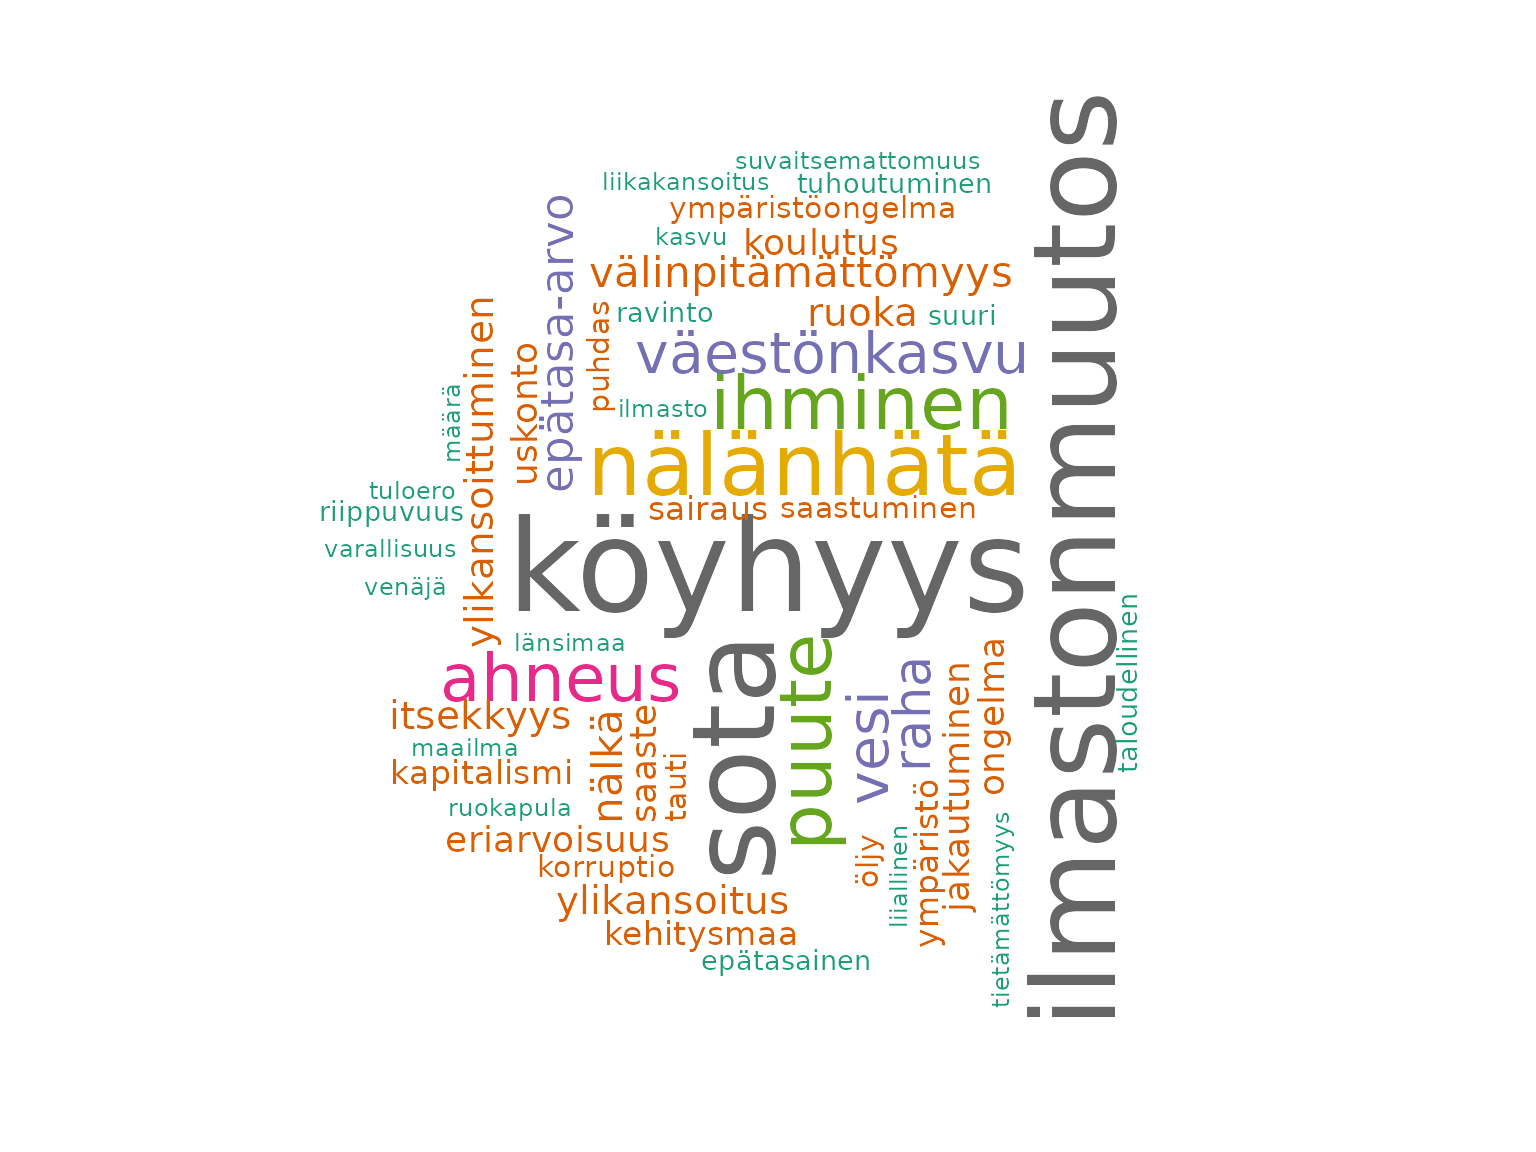 suvaitsemattomuus
liikakansoitus
tuhoutuminen
ympäristöongelma
kasvu
koulutus
välinpitämättömyys
epätasa-arvo
puhdas
ravinto
ruoka
suuri
väestönkasvu
ylikansoittuminen
uskonto
määrä
ilmasto
ihminen
nälänhätä
ilmastonmuutos
tuloero
riippuvuus
sairaus
saastuminen
varallisuus
köyhyys
venäjä
länsimaa
ahneus
sota
puute
vesi
raha
jakautuminen
ongelma
taloudellinen
itsekkyys
maailma
kapitalismi
nälkä
saaste
tauti
ruokapula
eriarvoisuus
korruptio
öljy
liiallinen
ympäristö
tietämättömyys
ylikansoitus
kehitysmaa
epätasainen